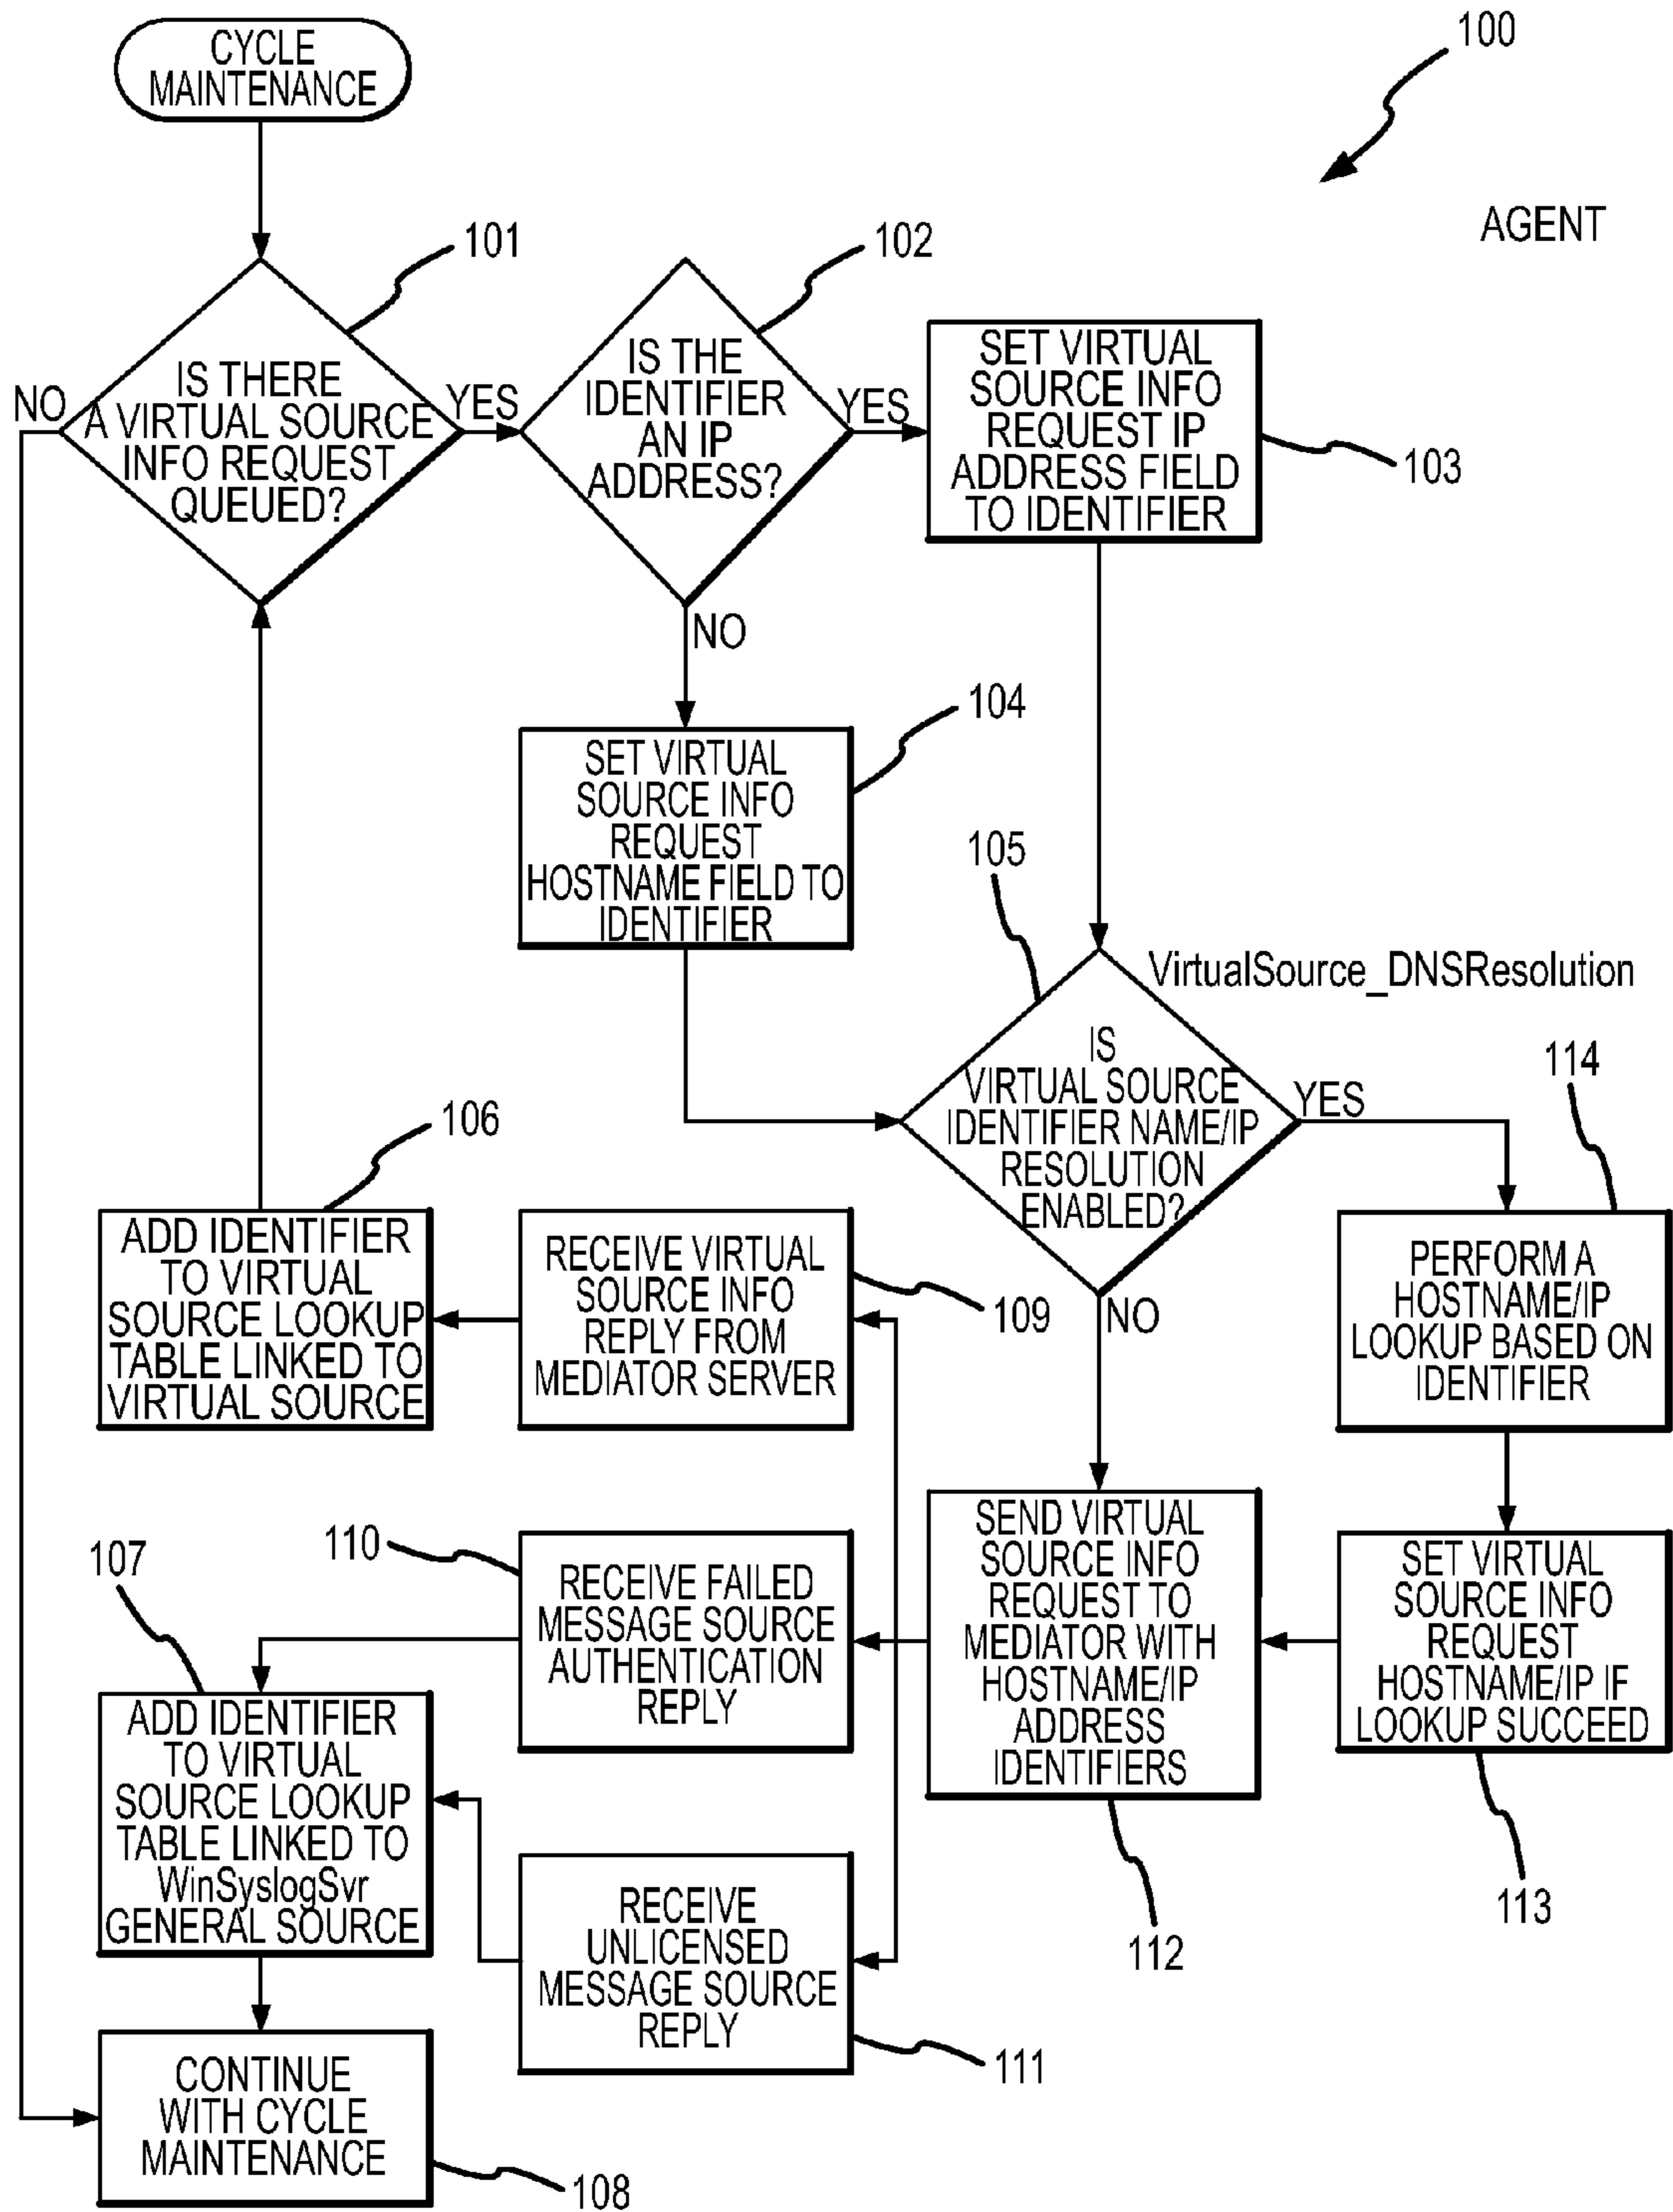 CYCLE
MAINTENANCE
100
AGENT
101
102
IS THERE
A VIRTUAL SOURCE
INFO REQUEST
QUEUED?
NO
YES
IS THE
IDENTIFIER
AN IP
ADDRESS?
YES
NO
SET VIRTUAL
SOURCE INFO
REQUEST IP
ADDRESS FIELD
TO IDENTIFIER
103
104
SET VIRTUAL
SOURCE INFO
REQUEST
HOSTNAME FIELD TO
IDENTIFIER
105
VirtualSource_DNSResolution
IS
VIRTUAL SOURCE
IDENTIFIER NAME/IP
RESOLUTION
ENABLED?
YES
NO
114
PERFORM A
HOSTNAME/IP
LOOKUP BASED ON
IDENTIFIER
106
ADD IDENTIFIER
TO VIRTUAL
SOURCE LOOKUP
TABLE LINKED TO
VIRTUAL SOURCE
RECEIVE VIRTUAL
SOURCE INFO
REPLY FROM
MEDIATOR SERVER
109
110
RECEIVE FAILED
MESSAGE SOURCE
AUTHENTICATION
REPLY
SEND VIRTUAL
SOURCE INFO
REQUEST TO
MEDIATOR WITH
HOSTNAME/IP
ADDRESS
IDENTIFIERS
112
SET VIRTUAL
SOURCE INFO
REQUEST
HOSTNAME/IP IF
LOOKUP SUCCEED
113
107
ADD IDENTIFIER
TO VIRTUAL
SOURCE LOOKUP
TABLE LINKED TO
WinSyslogSvr
GENERAL SOURCE
RECEIVE
UNLICENSED
MESSAGE SOURCE
REPLY
111
CONTINUE
WITH CYCLE
MAINTENANCE
108